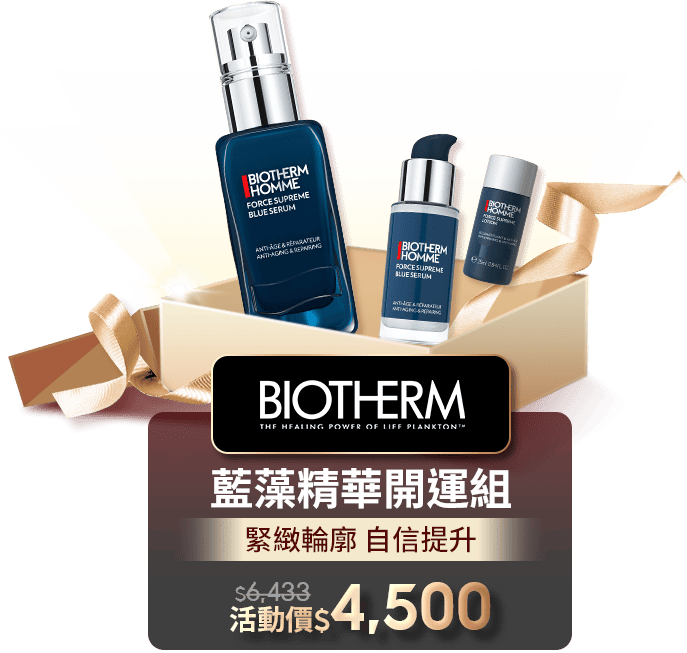 BIOTHERM
HOMME
FORCE SUPREME
BLUE SERUM
ANTI-ÂGE & RÉPARATEUR
ANTI-AGING & REPAIRING
BIOTHERM
HOMME
FORCE SUPREME
BLUE SERUM
ANTI-ÂGE & RÉPARATEUR
ANTI-AGING & REPAIRING
BIOTHERM
HOMME
FORCE SUPREME
LOTION
BIOTHERM
THE HEALING POWER OF LIFE PLANKTON™
藍藻精華開運組
緊緻輪廓 自信提升
$6,433
活動價$4,500